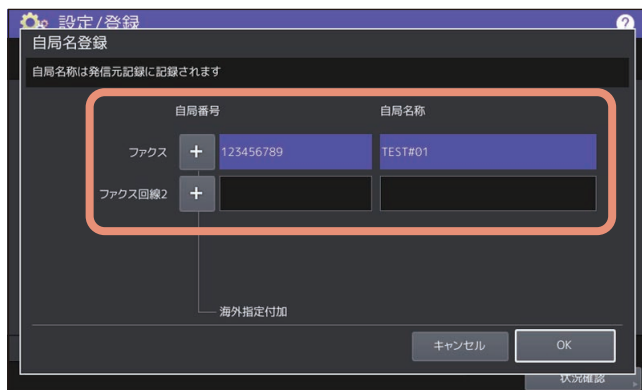 設定/登録 ?
自局名登録
自局名称は発信元記録に記録されます
自局番号 自局名称
ファクス + 123456789 TEST#01
ファクス回線2 +
海外指定付加
キャンセル OK
状況確認